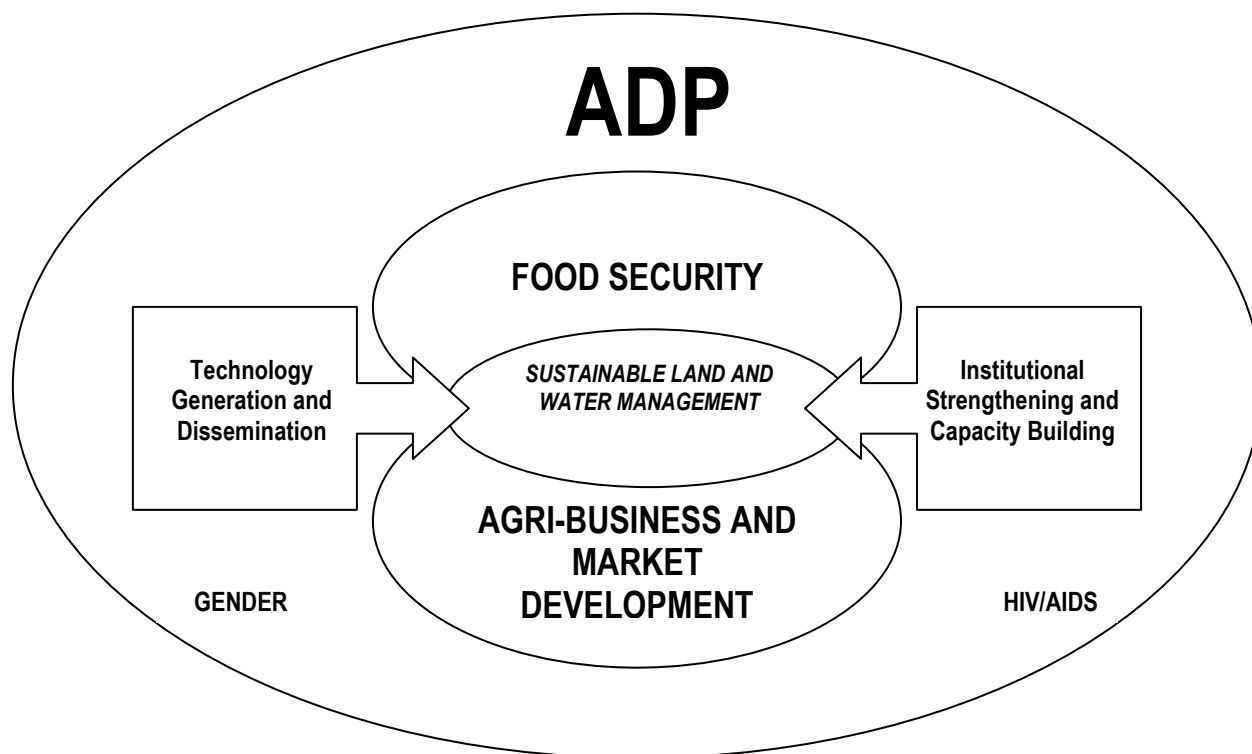 ADP
FOOD SECURITY
Technology
Generation and
Dissemination
SUSTAINABLE LAND AND
WATER MANAGEMENT
Institutional
Strengthening and
Capacity Building
AGRI-BUSINESS AND
MARKET
DEVELOPMENT
GENDER
HIV/AIDS